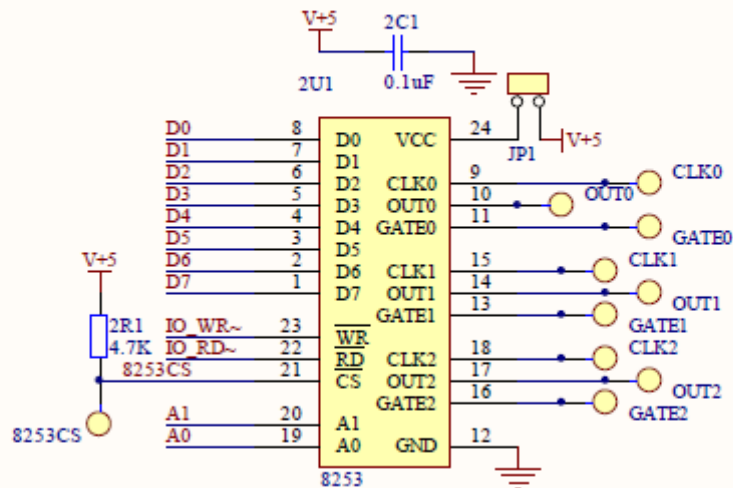 V+5
2C1
0.1uF
2U1
JP1
V+5
D0 8 D0 VCC 24
D1 7 D1
D2 6 D2 CLK0 9 CLK0
D3 5 D3 OUT0 10 OUT0
D4 4 D4 GATE0 11 GATE0
D5 3 D5
D6 2 D6 CLK1 15 CLK1
D7 1 D7 OUT1 14 OUT1
GATE1 13 GATE1
V+5
2R1
4.7K
IO_WR~ 23 WR
IO_RD~ 22 RD CLK2 18 CLK2
8253CS 21 CS OUT2 17 OUT2
GATE2 16 GATE2
8253CS
A1 20 A1
A0 19 A0 GND 12
8253